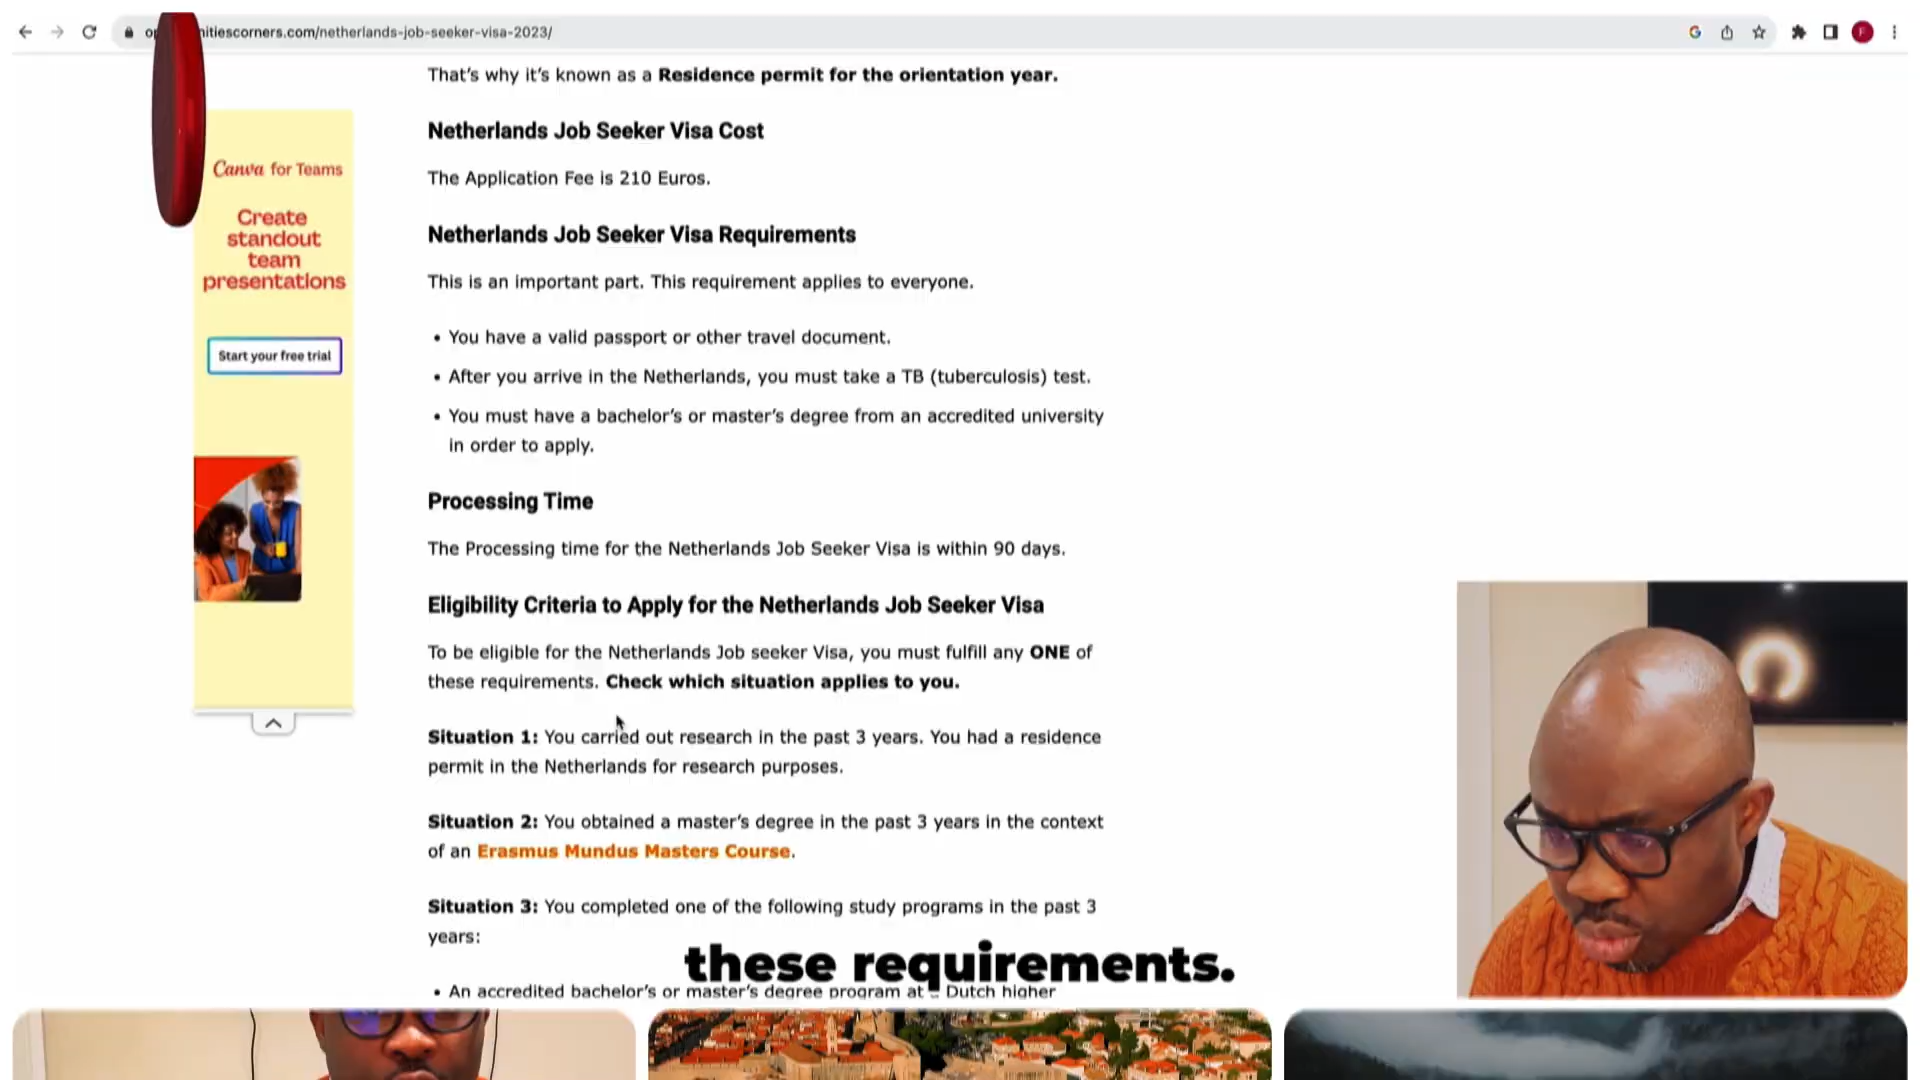 itiescorners.com/netherlands-job-seeker-visa-2023/
That's why it's known as a Residence permit for the orientation year.
Netherlands Job Seeker Visa Cost
The Application Fee is 210 Euros.
Netherlands Job Seeker Visa Requirements
This is an important part. This requirement applies to everyone.
• You have a valid passport or other travel document.
• After you arrive in the Netherlands, you must take a TB (tuberculosis) test.
• You must have a bachelor's or master's degree from an accredited university
in order to apply.
Processing Time
The Processing time for the Netherlands Job Seeker Visa is within 90 days.
Eligibility Criteria to Apply for the Netherlands Job Seeker Visa
To be eligible for the Netherlands Job seeker Visa, you must fulfill any ONE of
these requirements. Check which situation applies to you.
Situation 1: You carried out research in the past 3 years. You had a residence
permit in the Netherlands for research purposes.
Situation 2: You obtained a master's degree in the past 3 years in the context
of an Erasmus Mundus Masters Course.
Situation 3: You completed one of the following study programs in the past 3
years:
• An accredited bachelor's or master's degree program at Dutch higher
Canva for Teams
Create
standout
team
presentations
Start your free trial
these requirements.
F